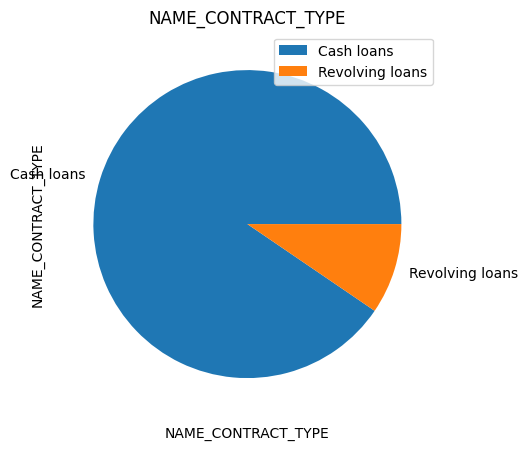 NAME_CONTRACT_TYPE
Cash loans
Revolving loans
Cash loans
NAME_CONTRACT_TYPE
Revolving loans
NAME_CONTRACT_TYPE